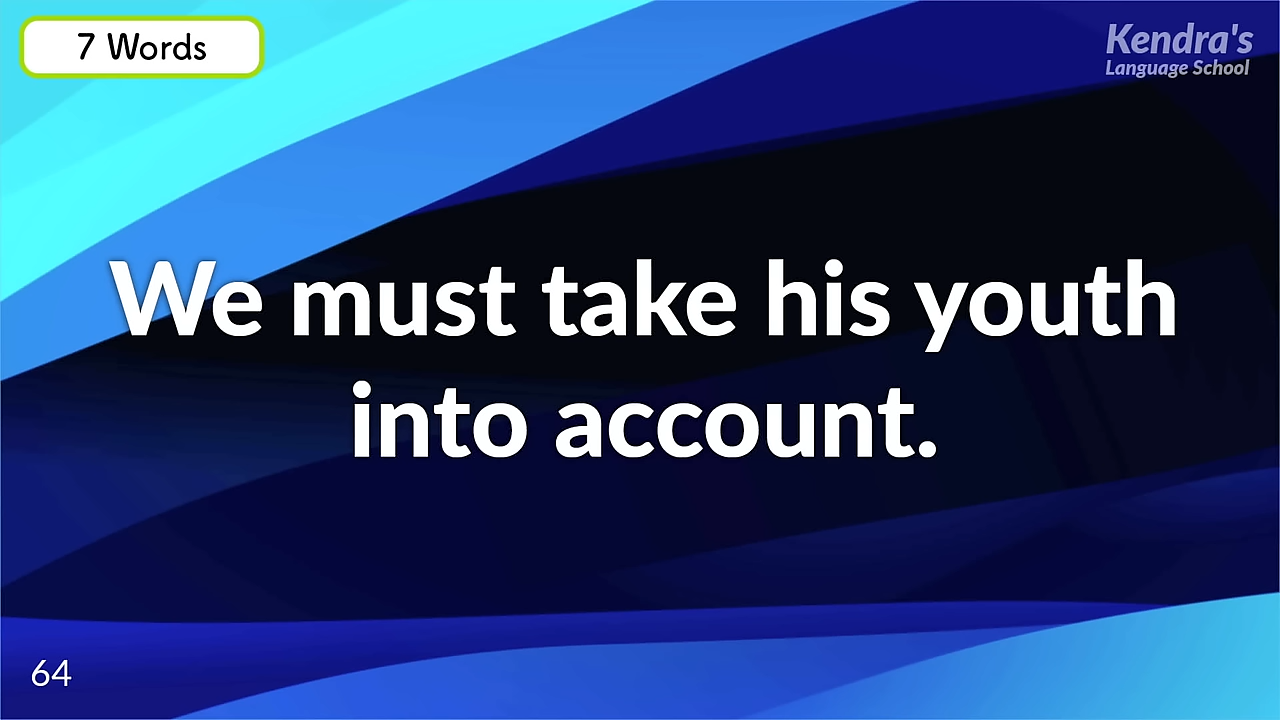 7 Words
Kendra's
Language School
We must take his youth
into account.
64